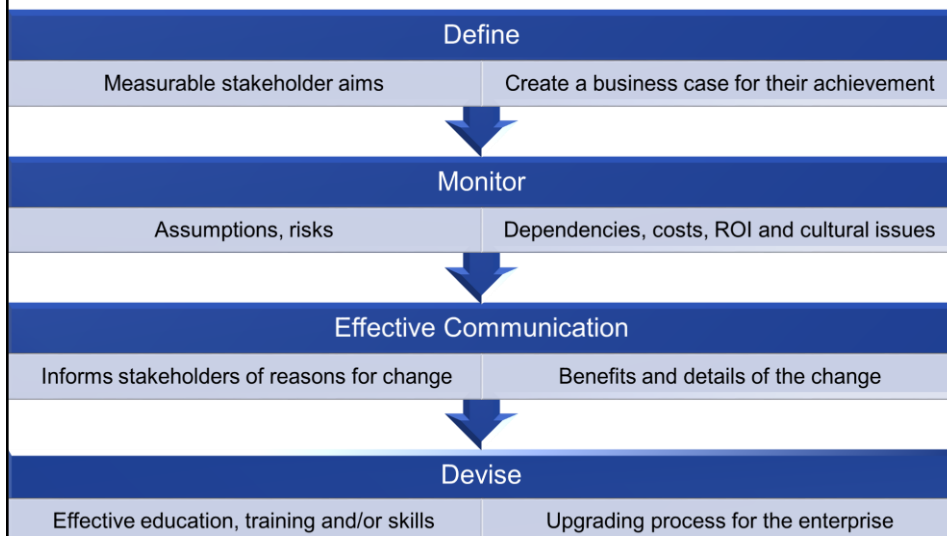 Define
Measurable stakeholder aims
Create a business case for their achievement
Monitor
Assumptions, risks
Dependencies, costs, ROI and cultural issues
Effective Communication
Informs stakeholders of reasons for change
Benefits and details of the change
Devise
Effective education, training and/or skills
Upgrading process for the enterprise